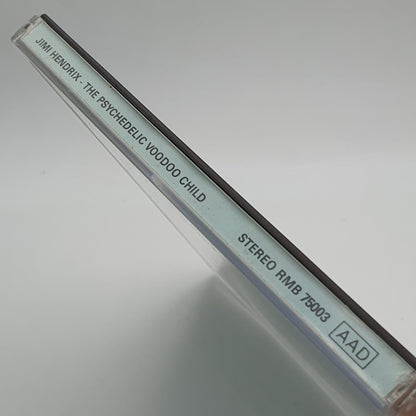 JIMI HENDRIX - THE PSYCHEDELIC VOODOO CHILD STEREO RMB 75003 AAD